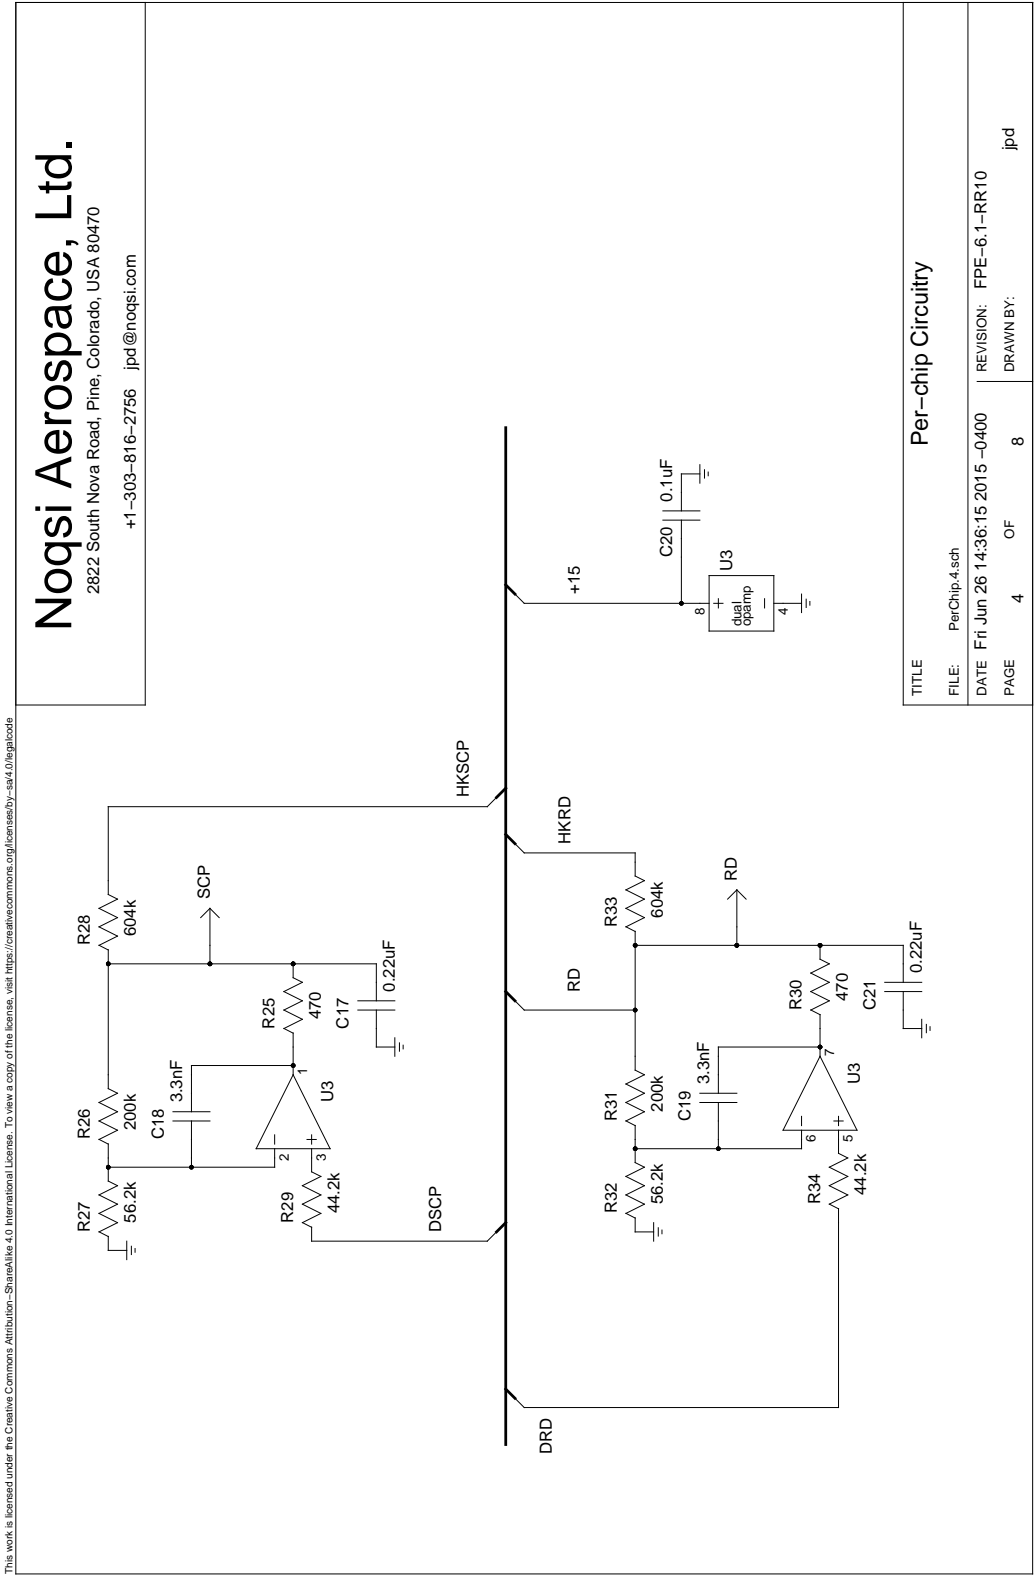 This work is licensed under the Creative Commons Attribution−ShareAlike 4.0 International License. To view a copy of the license, visit https://creativecommons.org/licenses/by−sa/4.0/legalcode
Noqsi Aerospace, Ltd.
2822 South Nova Road, Pine, Colorado, USA 80470
+1−303−816−2756 jpd@noqsi.com
R27
56.2k
R26
200k
R28
604k
C18
3.3nF
SCP
R25
470
2
3
1
U3
R29
44.2k
C17
0.22uF
DSCP
HKSCP
DRD
RD
HKRD
+15
R32
56.2k
R31
200k
R33
604k
C20
0.1uF
8
+
dual
opamp
−
4
U3
C19
3.3nF
RD
R30
470
6
5
7
U3
R34
44.2k
C21
0.22uF
TITLE
Per−chip Circuitry
FILE: PerChip.4.sch
DATE Fri Jun 26 14:36:15 2015 −0400
REVISION: FPE−6.1−RR10
PAGE 4 OF 8
DRAWN BY: jpd